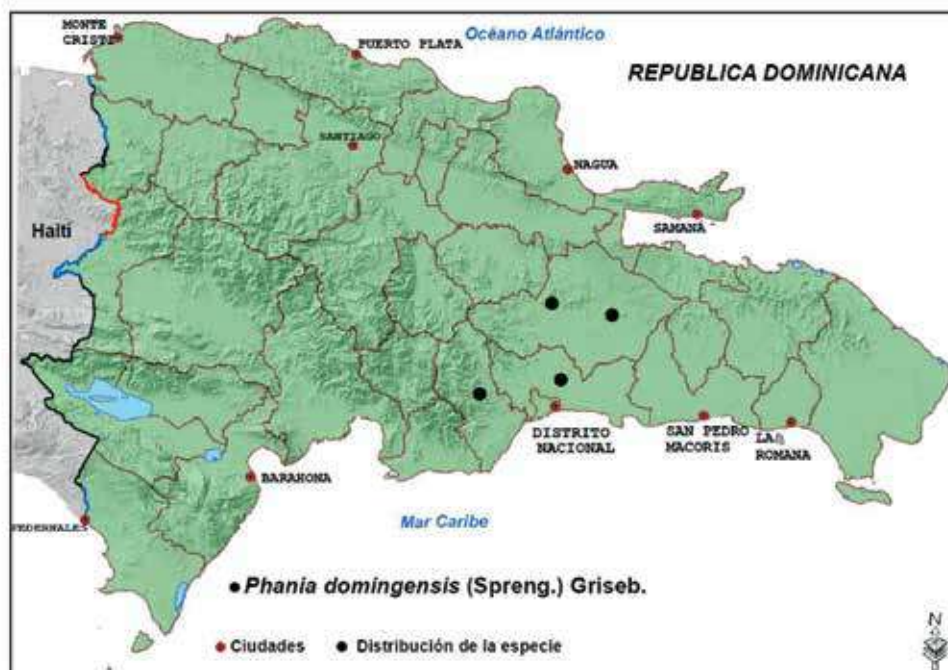 MONTE
CRISTI
PUERTO PLATA
Océano Atlántico
REPUBLICA DOMINICANA
SANTIAGO
NAGUA
SAMANA
Haití
DISTRITO
NACIONAL
SAN PEDRO
MACORIS
LA
ROMANA
BARAHONA
PEDERNALES
Mar Caribe
Phania domingensis (Spreng.) Griseb.
Ciudades
Distribución de la especie
N